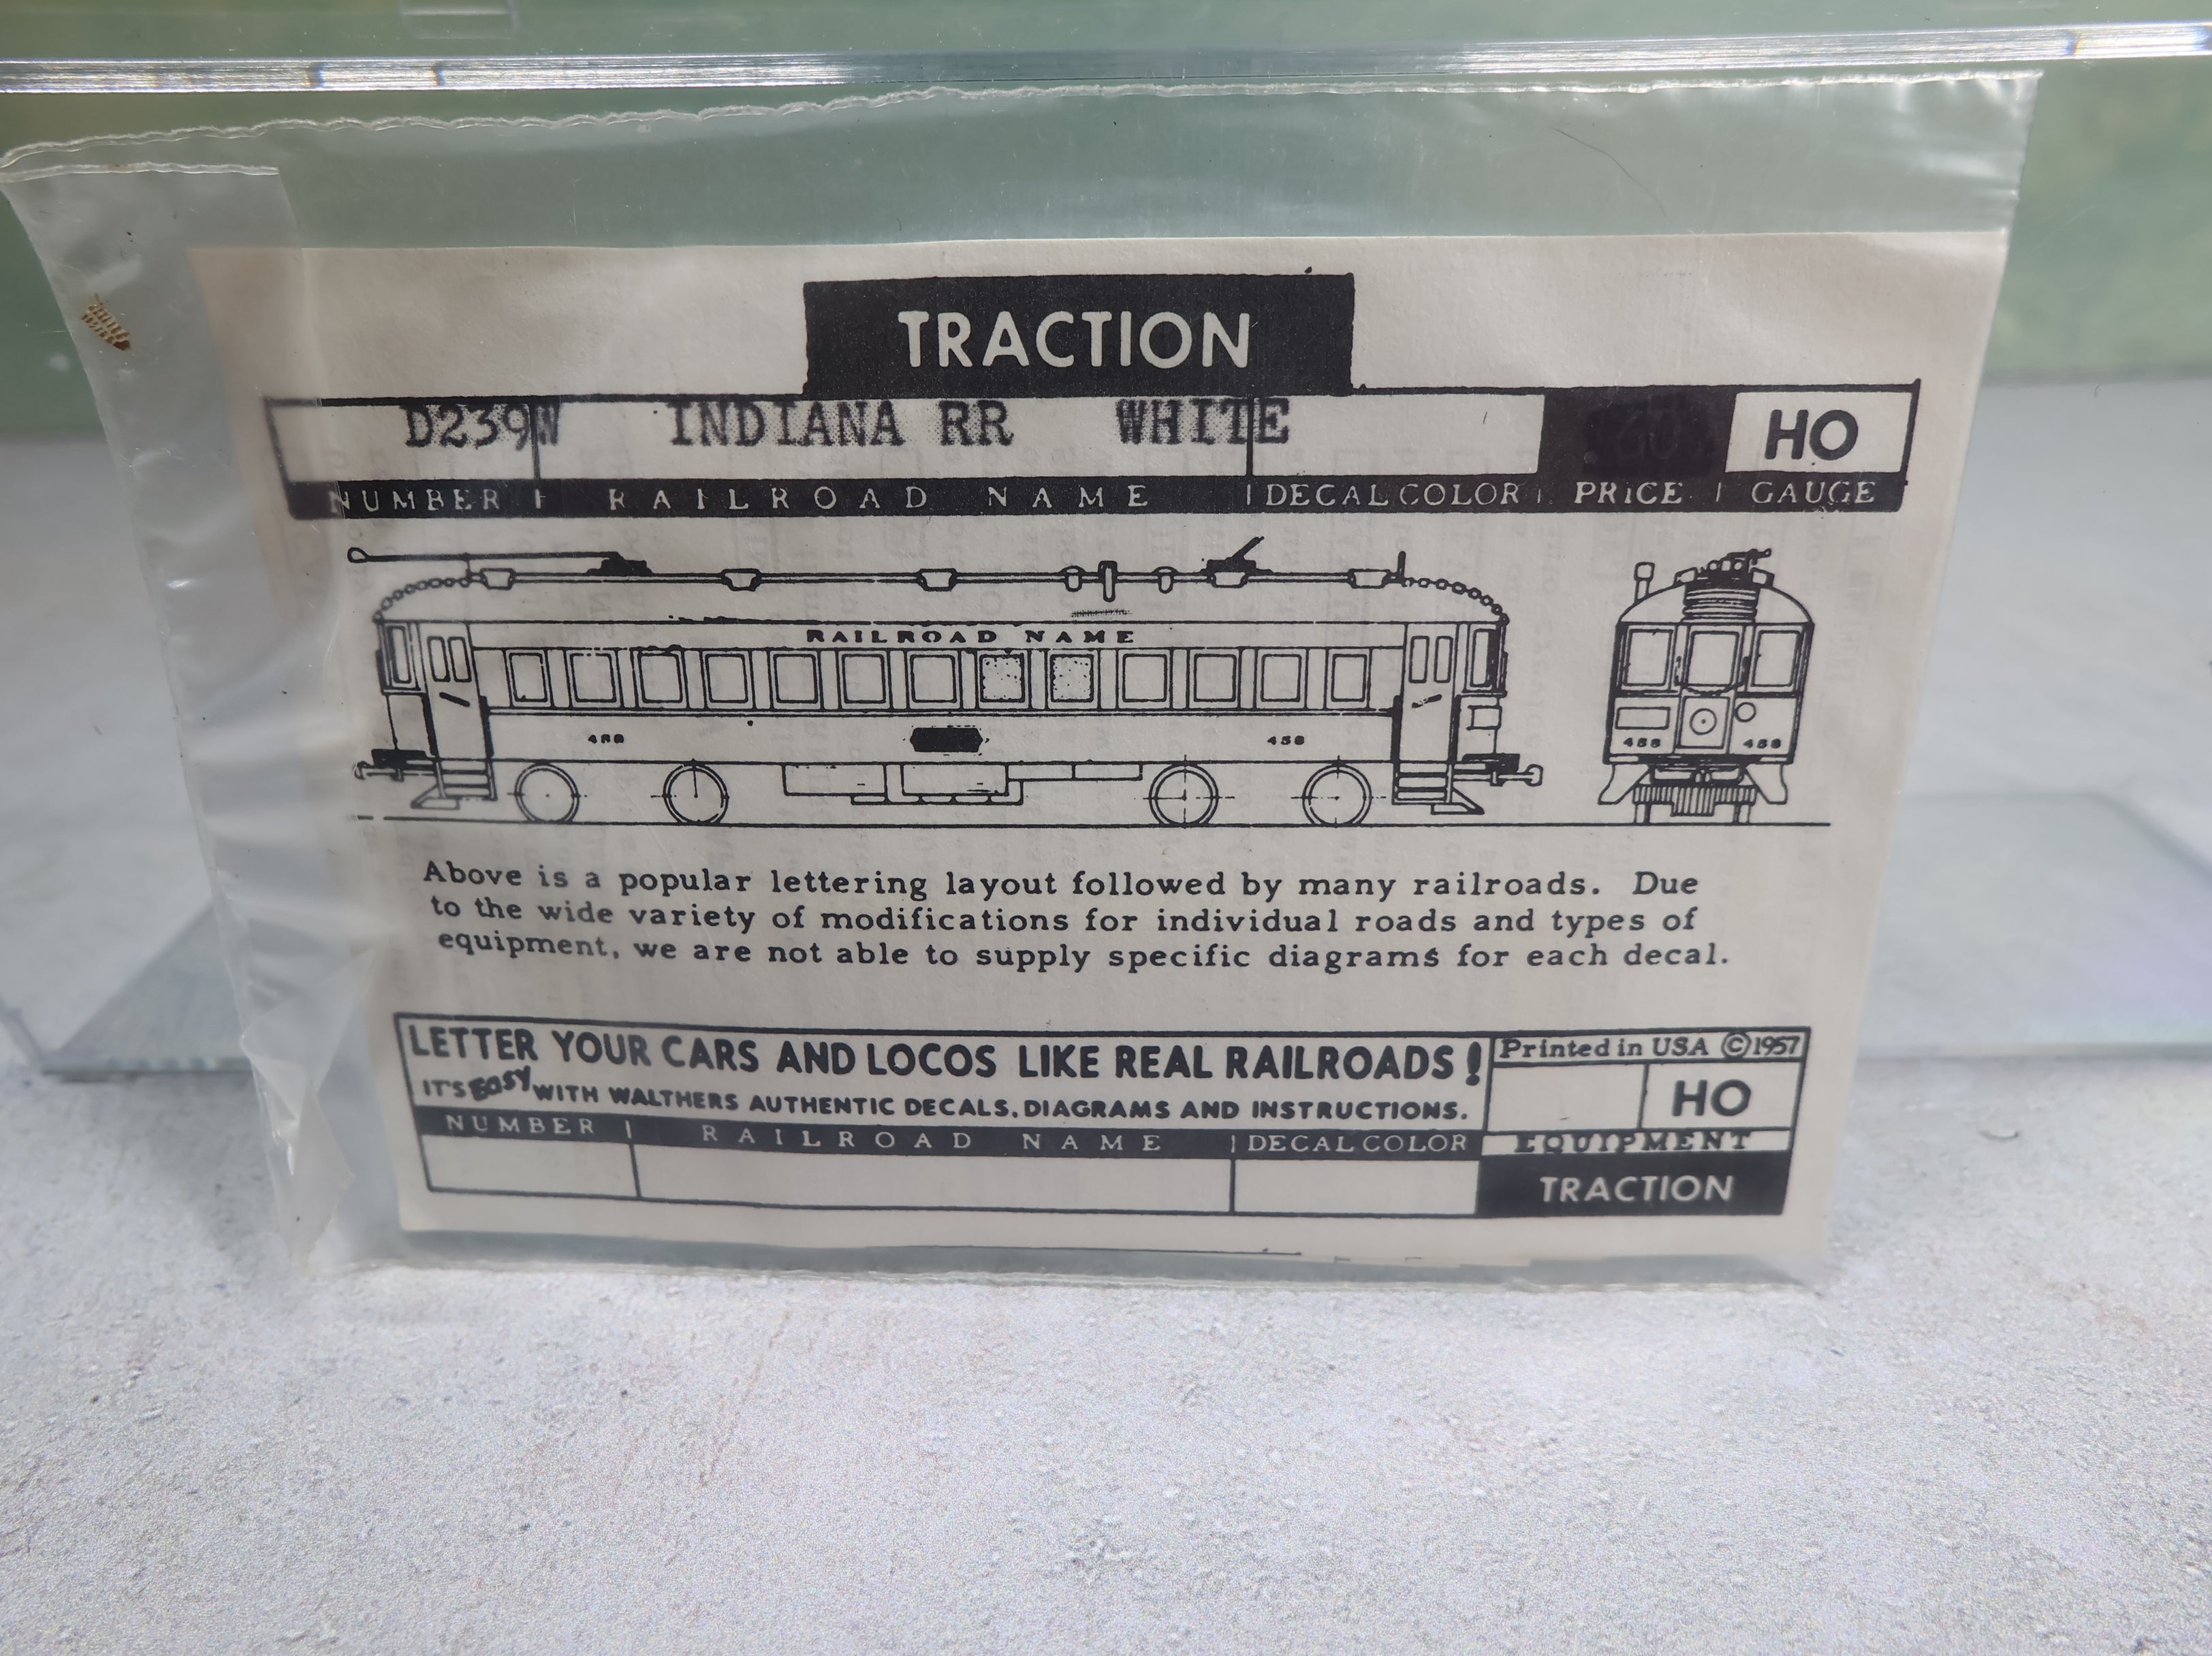 TRACTION
D239W INDIANA RR WHITE HO
NUMBER RAILROAD NAME DECAL COLOR PRICE GAUGE
RAILROAD NAME
458 458 458
Above is a popular lettering layout followed by many railroads. Due
to the wide variety of modifications for individual roads and types of
equipment, we are not able to supply specific diagrams for each decal.
LETTER YOUR CARS AND LOCOS LIKE REAL RAILROADS!
IT'S EASY WITH WALTHERS AUTHENTIC DECALS, DIAGRAMS AND INSTRUCTIONS.
Printed in USA ©1957
HO
NUMBER RAILROAD NAME DECAL COLOR EQUIPMENT
TRACTION